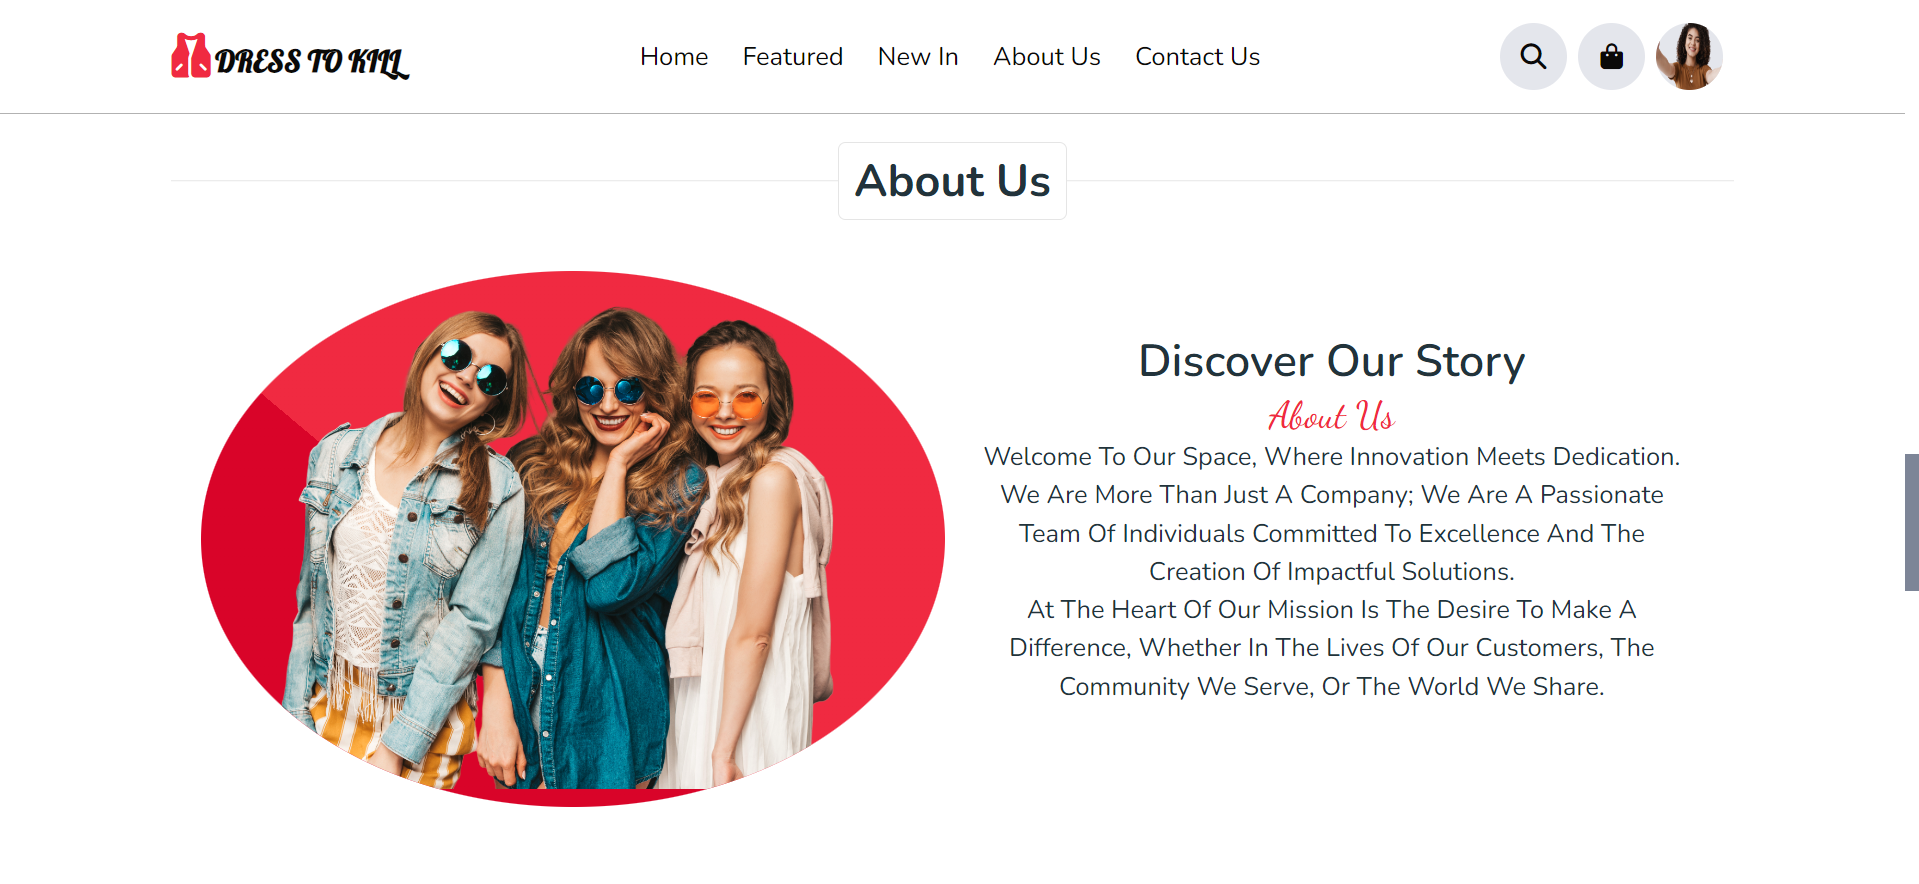 DRESS TO KILL
Home Featured New In About Us Contact Us
About Us
Discover Our Story
About Us
Welcome To Our Space, Where Innovation Meets Dedication.
We Are More Than Just A Company; We Are A Passionate
Team Of Individuals Committed To Excellence And The
Creation Of Impactful Solutions.
At The Heart Of Our Mission Is The Desire To Make A
Difference, Whether In The Lives Of Our Customers, The
Community We Serve, Or The World We Share.